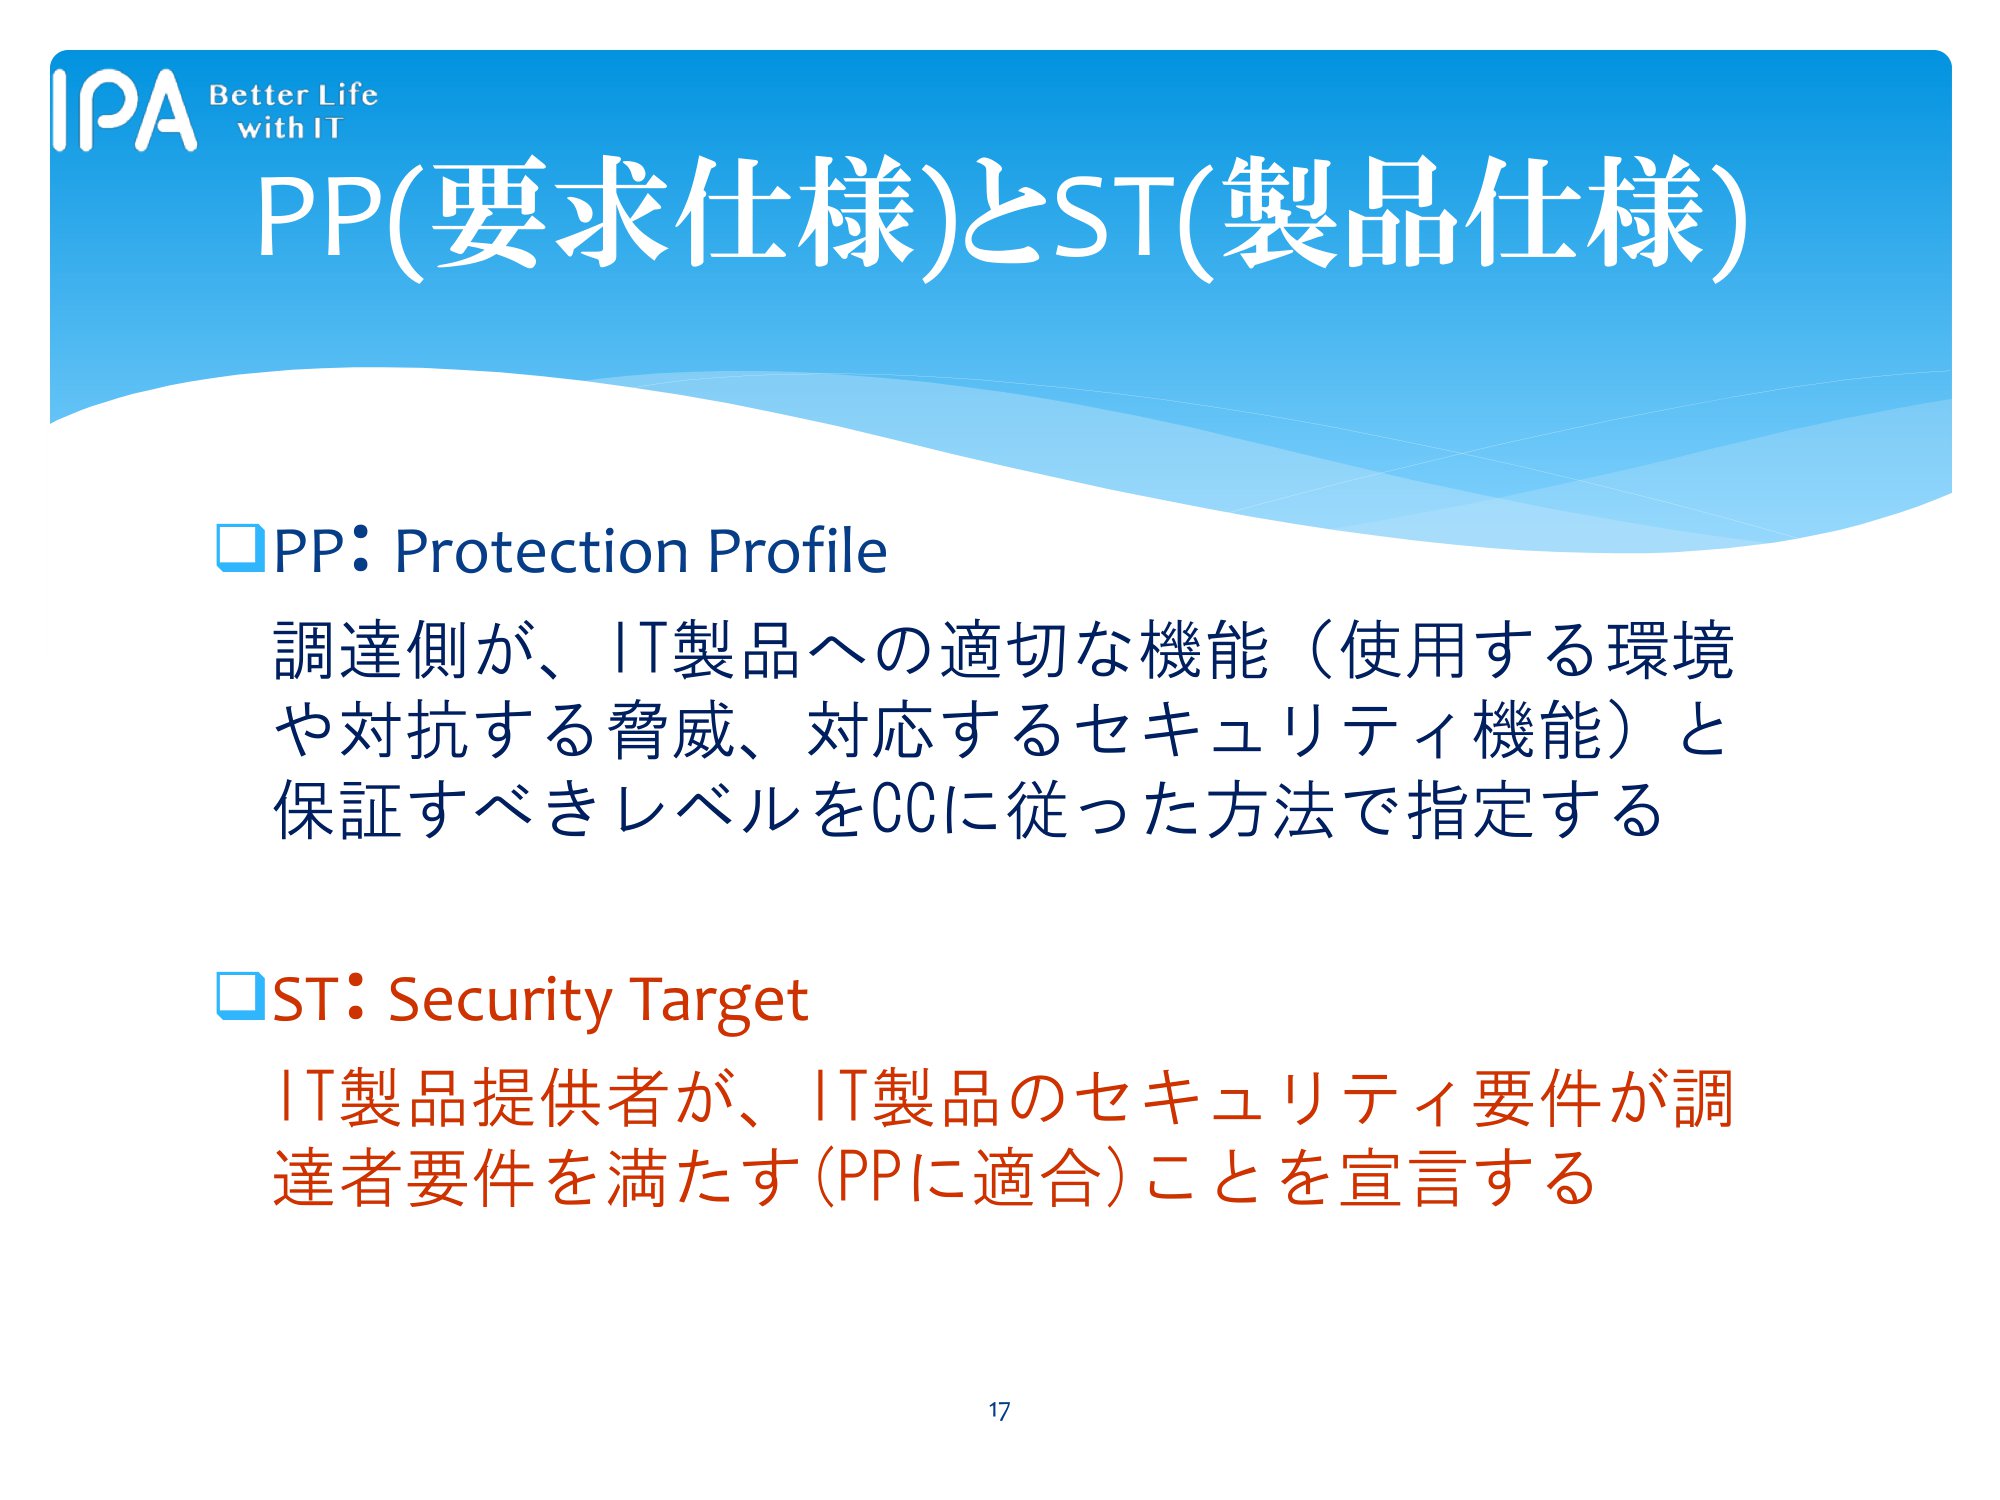 IPA Better Life
with IT
PP(要求仕様)とST(製品仕様)
❑PP: Protection Profile
調達側が、IT製品への適切な機能（使用する環境
や対抗する脅威、対応するセキュリティ機能）と
保証すべきレベルをCCに従った方法で指定する
❑ST: Security Target
IT製品提供者が、IT製品のセキュリティ要件が調
達者要件を満たす(PPに適合)ことを宣言する
17